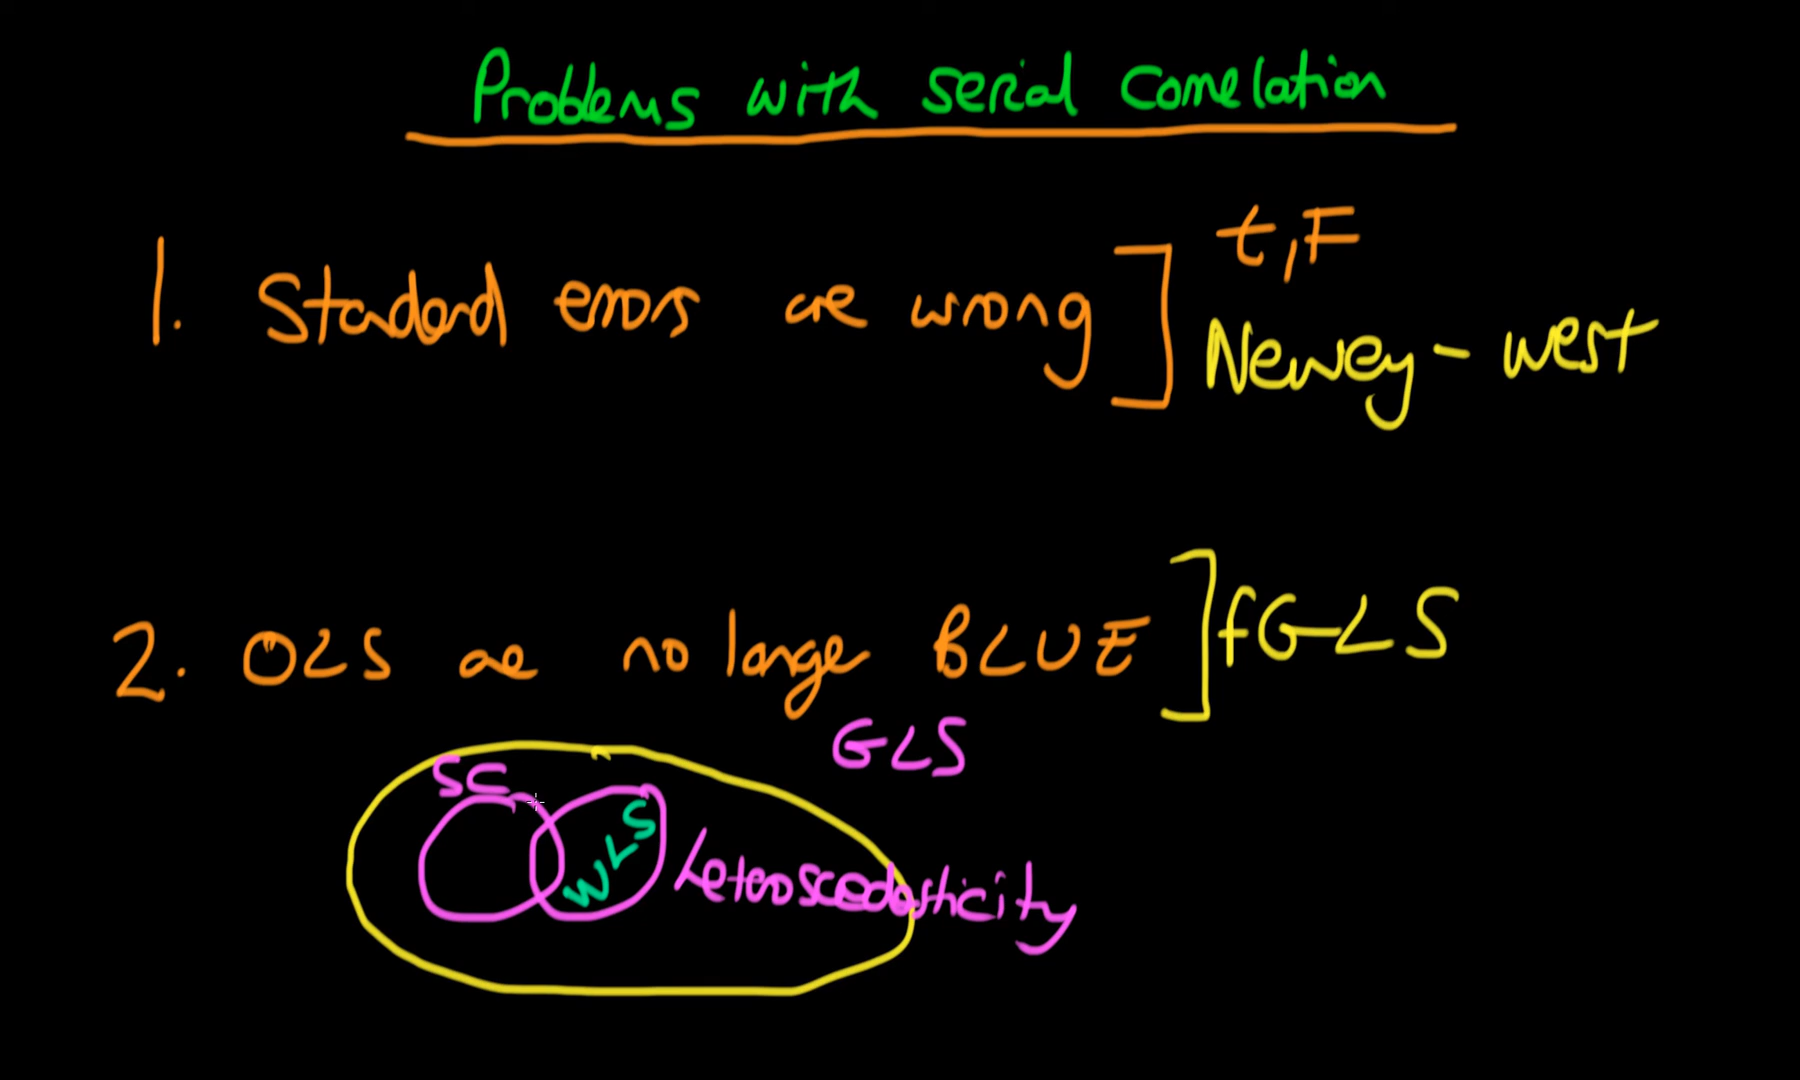 Problems with serial correlation
1. Standard errors are wrong ] t, F
Newey - West
2. OLS are no longer BLUE ] fGLS
GLS
SC
WLS
heteroscedasticity